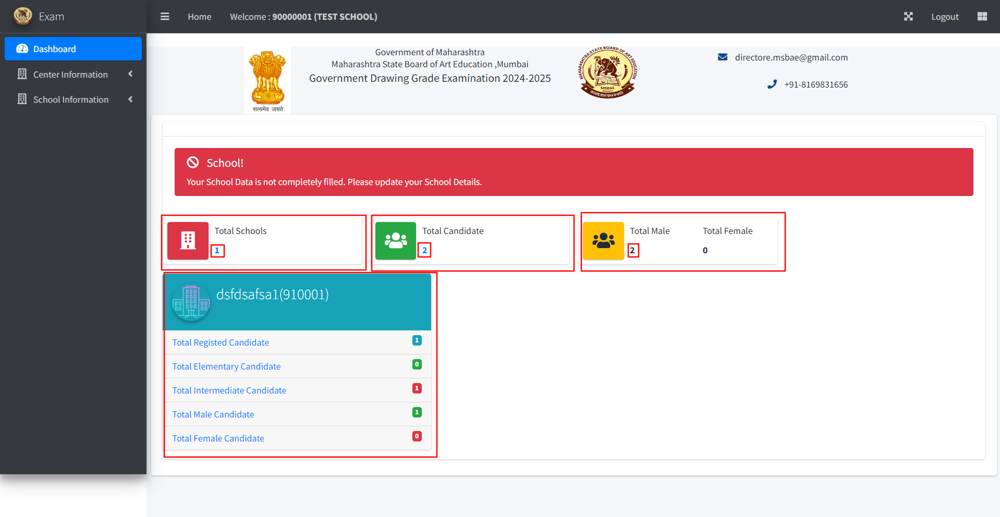 Exam
Home
Welcome : 90000001 (TEST SCHOOL)
Logout
Dashboard
Center Information
School Information
सत्यमेव जयते
Government of Maharashtra
Maharashtra State Board of Art Education ,Mumbai
Government Drawing Grade Examination 2024-2025
MAHARASHTRA STATE BOARD OF ART EDUCATION
MSBAE
MUMBAI
directore.msbae@gmail.com
+91-8169831656
School!
Your School Data is not completely filled. Please update your School Details.
Total Schools
1
Total Candidate
2
Total Male
2
Total Female
0
dsfdsafsa1(910001)
Total Registed Candidate 1
Total Elementary Candidate 0
Total Intermediate Candidate 1
Total Male Candidate 1
Total Female Candidate 0